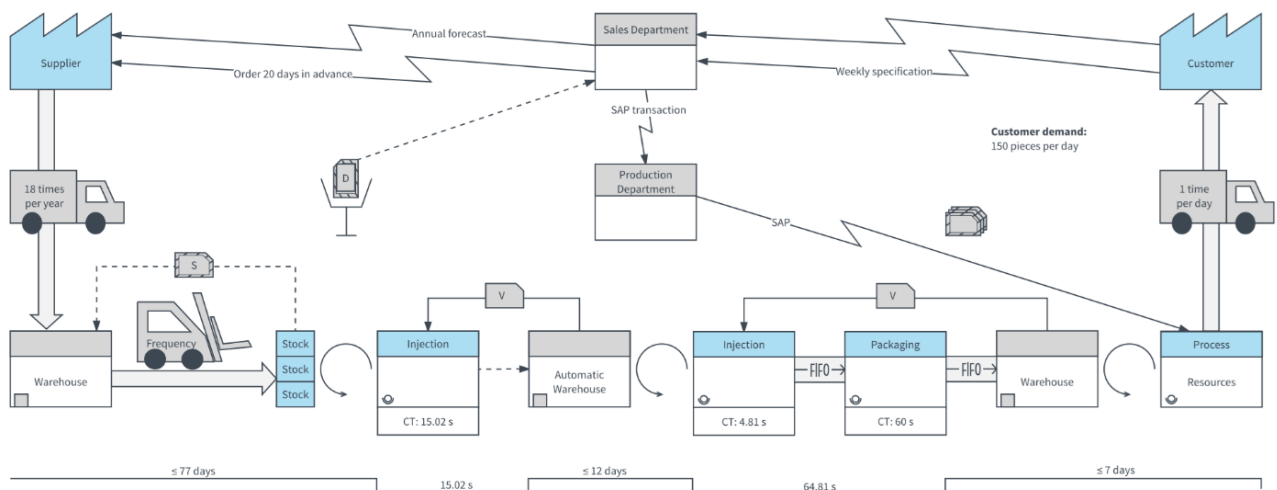 Supplier
Annual forecast
Order 20 days in advance
Sales Department
Weekly specification
Customer
SAP transaction
Customer demand:
150 pieces per day
18 times
per year
D
Production
Department
SAP
1 time
per day
S
V
V
Frequency
Warehouse
Stock
Stock
Stock
Injection
CT: 15.02 s
Automatic
Warehouse
Injection
CT: 4.81 s
FIFO
Packaging
CT: 60 s
FIFO
Warehouse
Process
Resources
≤ 77 days
15.02 s
≤ 12 days
64.81 s
≤ 7 days